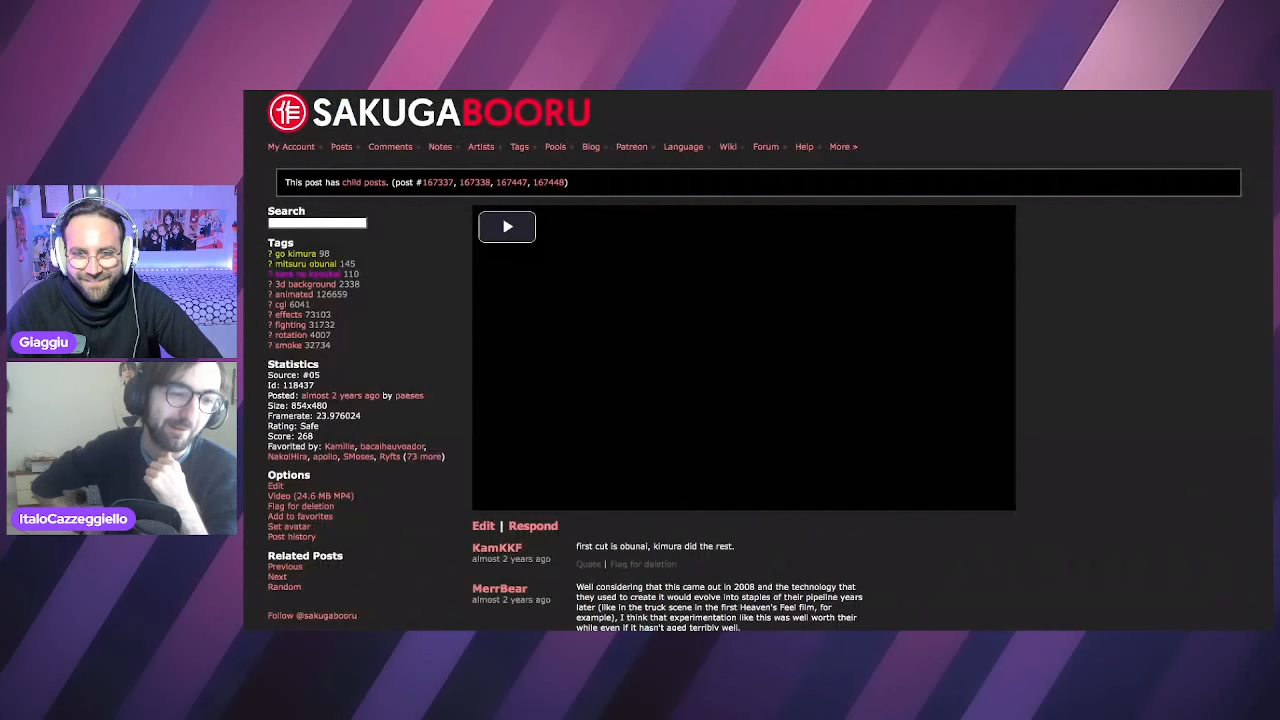 SAKUGABOORU
My Account Posts Comments Notes Artists Tags Pools Blog Patreon Language Wiki Forum Help More »
This post has child posts. (post #167337, 167338, 167447, 167448)
Search
Tags
? go kimura 98
? mitsuru obunai 145
? kara no kyoukai 110
? 3d background 2338
? animated 126659
? cgi 6041
? effects 73103
? fighting 31732
? rotation 4007
? smoke 32734
Statistics
Source: #05
Id: 118437
Posted: almost 2 years ago by paeses
Size: 854x480
Framerate: 23.976024
Rating: Safe
Score: 268
Favorited by: Kamille, bacalhauvoador,
NakolHira, apollo, SMoses, Ryfts (73 more)
Options
Edit
Video (24.6 MB MP4)
Flag for deletion
Add to favorites
Set avatar
Post history
Related Posts
Previous
Next
Random
Follow @sakugabooru
Edit | Respond
KamKKF
almost 2 years ago
first cut is obunai, kimura did the rest.
Quote | Flag for deletion
MerrBear
almost 2 years ago
Well considering that this came out in 2008 and the technology that
they used to create it would evolve into staples of their pipeline years
later (like in the truck scene in the first Heaven's Feel film, for
example), I think that experimentation like this was well worth their
while even if it hasn't aged terribly well.
Giaggiu
ItaloCazzeggiello